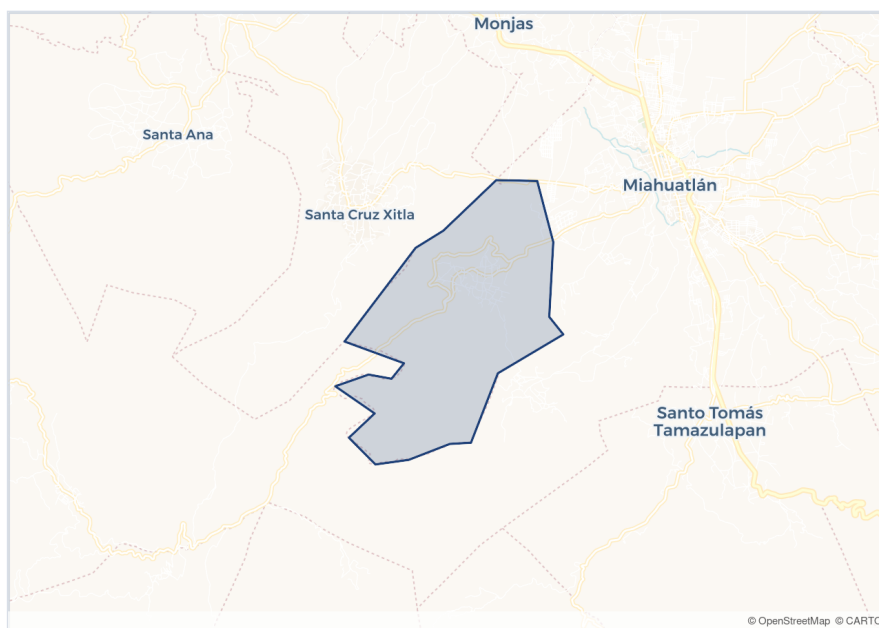 Monjas
Santa Ana
Miahuatlán
Santa Cruz Xitla
Santo Tomás
Tamazulapan
© OpenStreetMap © CARTO